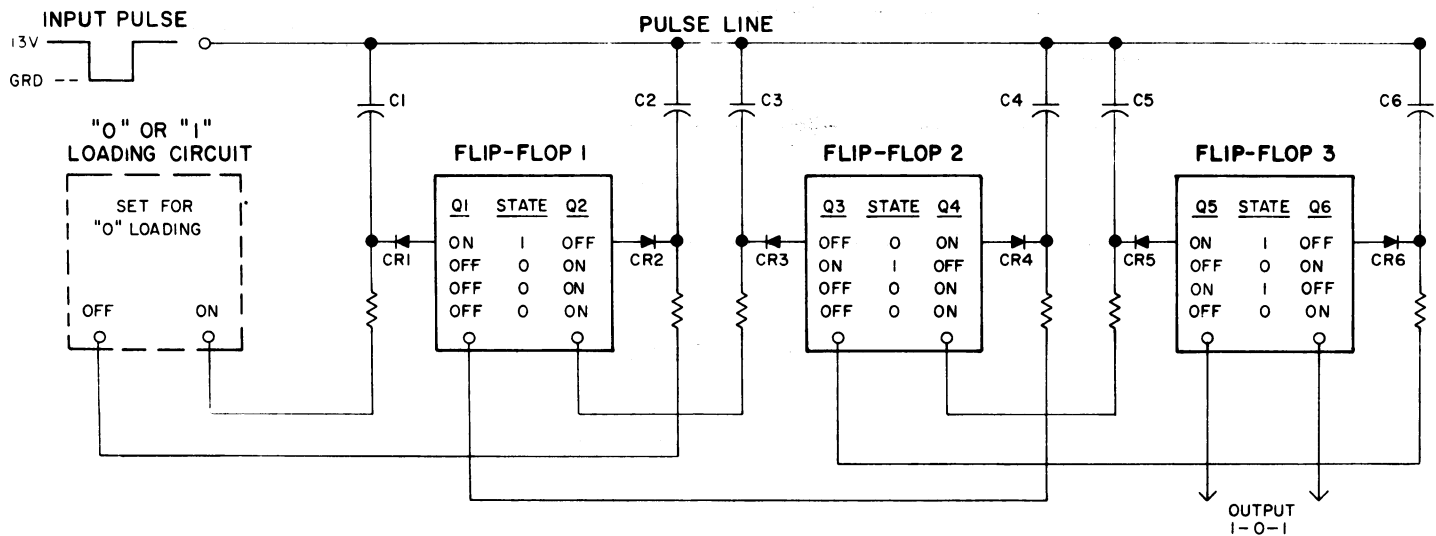 INPUT PULSE
13V
GRD
PULSE LINE
C1
C2
C3
C4
C5
C6
"O" OR "I"
LOADING CIRCUIT
SET FOR
"O" LOADING
OFF ON
FLIP-FLOP 1
Q1 STATE Q2
ON 1 OFF
OFF 0 ON
OFF 0 ON
OFF 0 ON
CR1
CR2
FLIP-FLOP 2
Q3 STATE Q4
OFF 0 ON
ON 1 OFF
OFF 0 ON
OFF 0 ON
CR3
CR4
FLIP-FLOP 3
Q5 STATE Q6
ON 1 OFF
OFF 0 ON
ON 1 OFF
OFF 0 ON
CR5
CR6
OUTPUT
1-0-1